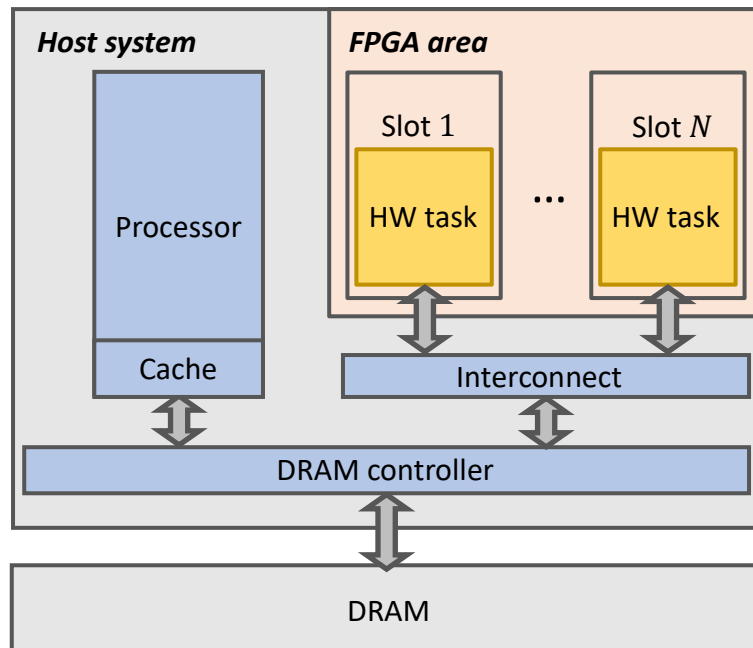 Host system
FPGA area
Slot 1
Slot N
HW task
...
HW task
Processor
Cache
Interconnect
DRAM controller
DRAM